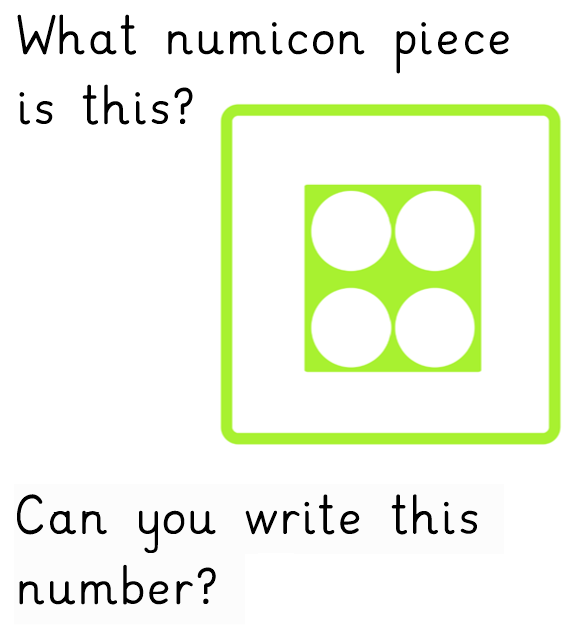 What numicon piece
is this?
Can you write this
number?